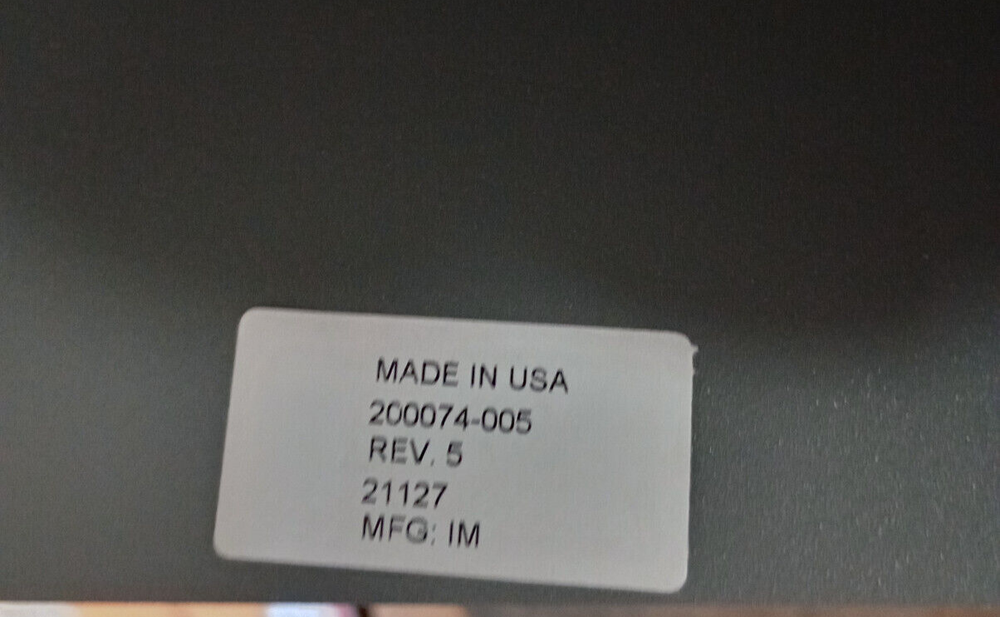 MADE IN USA
200074-005
REV. 5
21127
MFG: IM